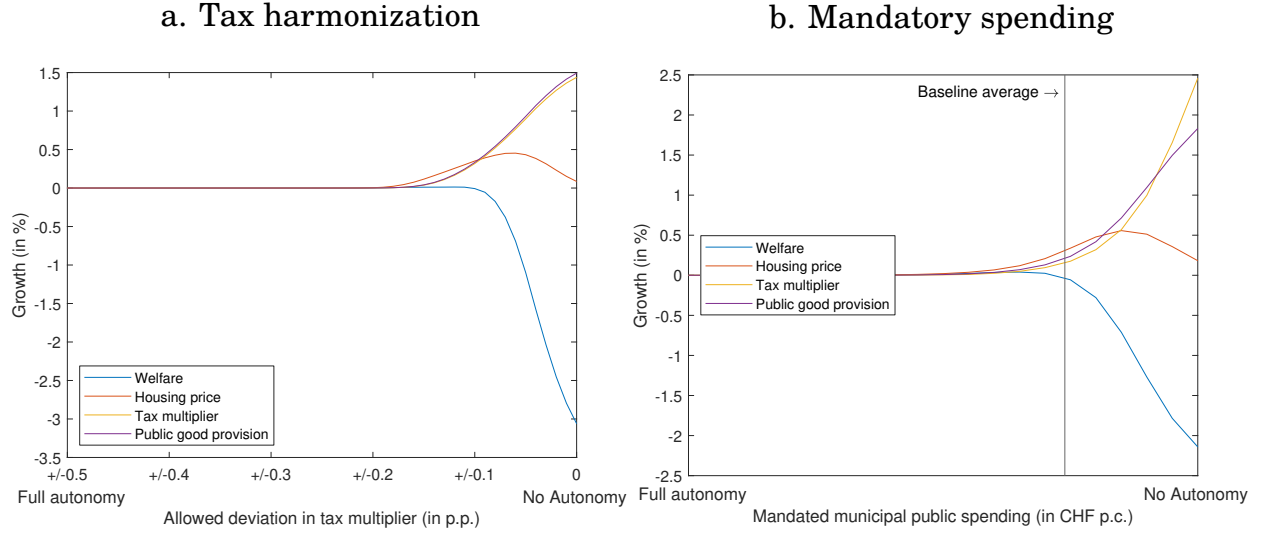 a. Tax harmonization
1.5
1
0.5
0
-0.5
-1
-1.5
-2
-2.5
-3
-3.5
Growth (in %)
Welfare
Housing price
Tax multiplier
Public good provision
+/-0.5
+/-0.4
+/-0.3
+/-0.2
+/-0.1
0
Full autonomy
No Autonomy
Allowed deviation in tax multiplier (in p.p.)
b. Mandatory spending
2.5
2
1.5
1
0.5
0
-0.5
-1
-1.5
-2
-2.5
Growth (in %)
Baseline average →
Welfare
Housing price
Tax multiplier
Public good provision
Full autonomy
No Autonomy
Mandated municipal public spending (in CHF p.c.)